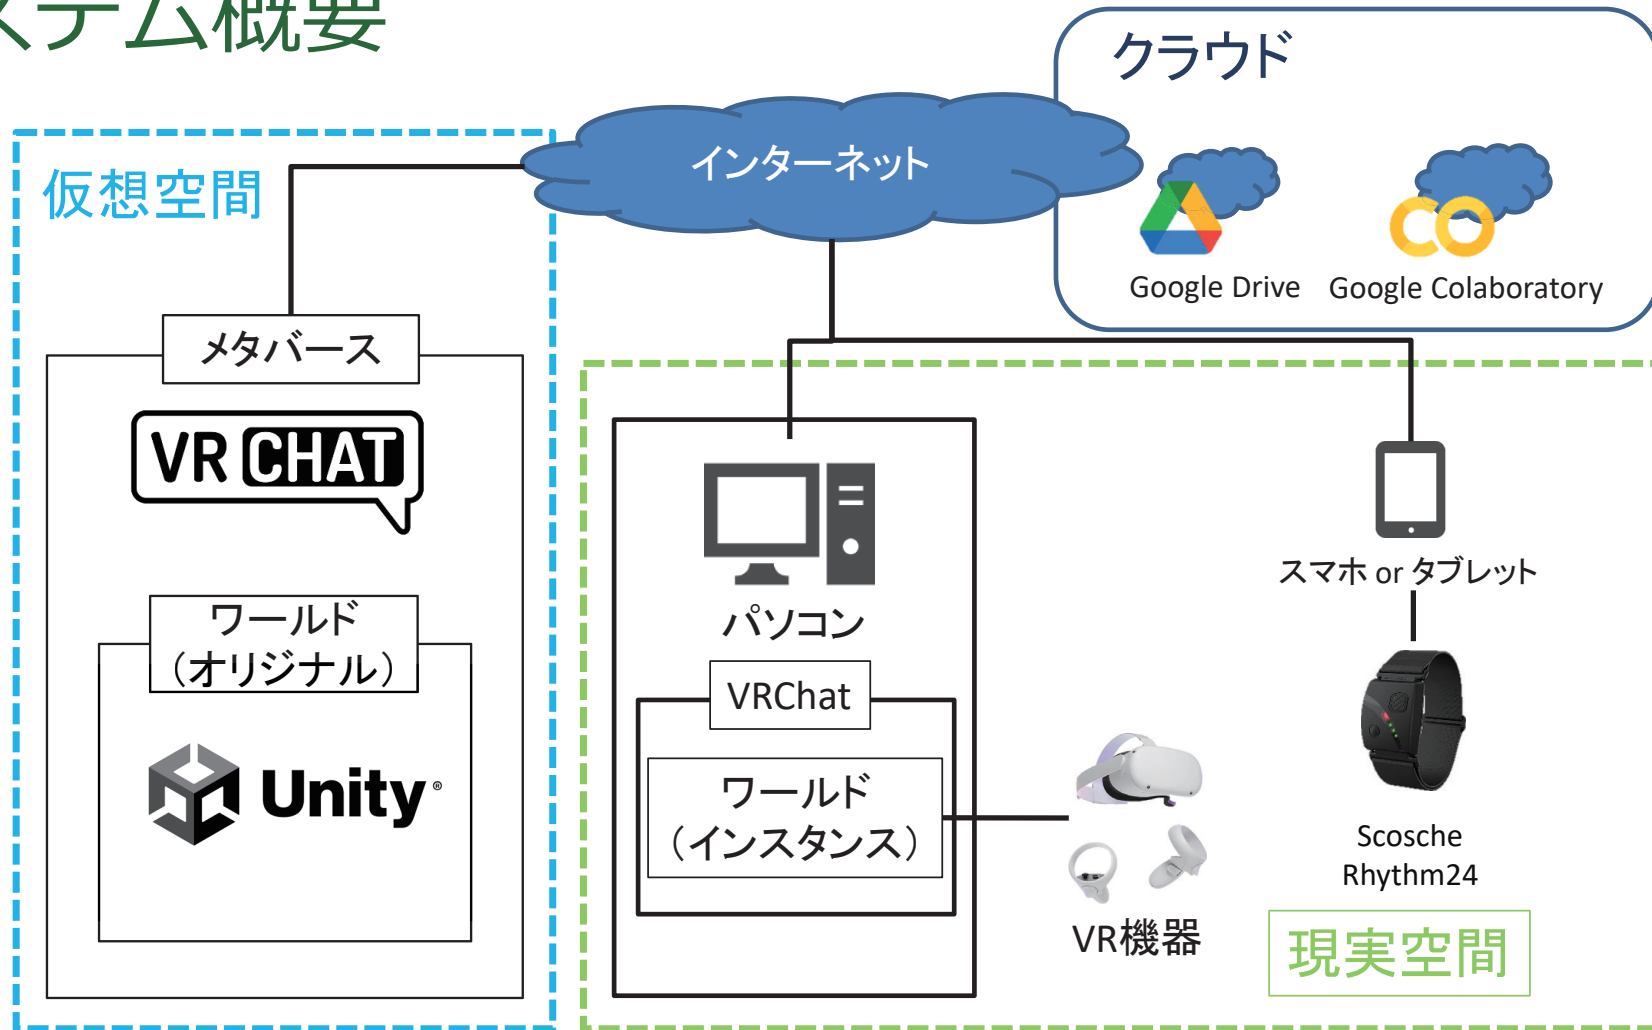 ステム概要
クラウド
インターネット
仮想空間
Google Drive
Google Colaboratory
メタバース
VR CHAT
ワールド
（オリジナル）
Unity®
パソコン
VRChat
ワールド
（インスタンス）
VR機器
スマホ or タブレット
Scosche
Rhythm24
現実空間